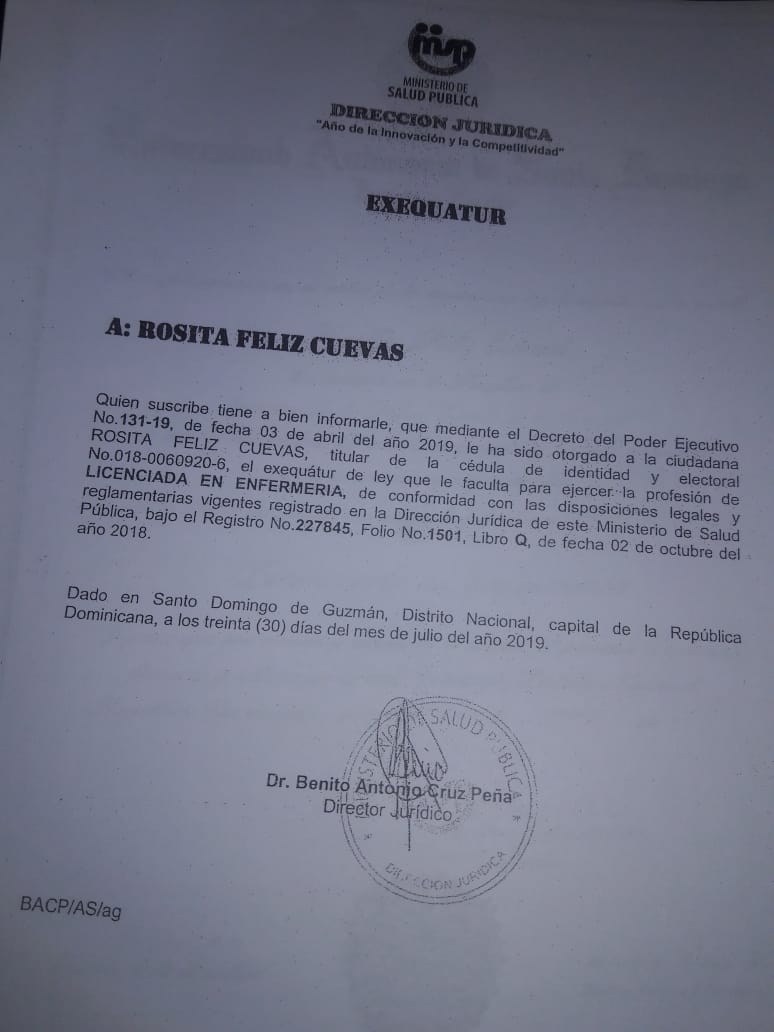 msp
MINISTERIO DE
SALUD PUBLICA
DIRECCION JURIDICA
"Año de la Innovación y la Competitividad"
EXEQUATUR
A: ROSITA FELIZ CUEVAS
Quien suscribe tiene a bien informarle, que mediante el Decreto del Poder Ejecutivo
No.131-19, de fecha 03 de abril del año 2019, le ha sido otorgado a la ciudadana
ROSITA FELIZ CUEVAS, titular de la cédula de identidad y electoral
No.018-0060920-6, el exequátur de ley que le faculta para ejercer la profesión de
LICENCIADA EN ENFERMERIA, de conformidad con las disposiciones legales y
reglamentarias vigentes registrado en la Dirección Jurídica de este Ministerio de Salud
Pública, bajo el Registro No.227845, Folio No.1501, Libro Q, de fecha 02 de octubre del
año 2018.
Dado en Santo Domingo de Guzmán, Distrito Nacional, capital de la República
Dominicana, a los treinta (30) días del mes de julio del año 2019.
MINISTERIO DE SALUD PUBLICA
Dr. Benito Antonio Cruz Peña
Director Jurídico
DIRECCION JURIDICA
BACP/AS/ag